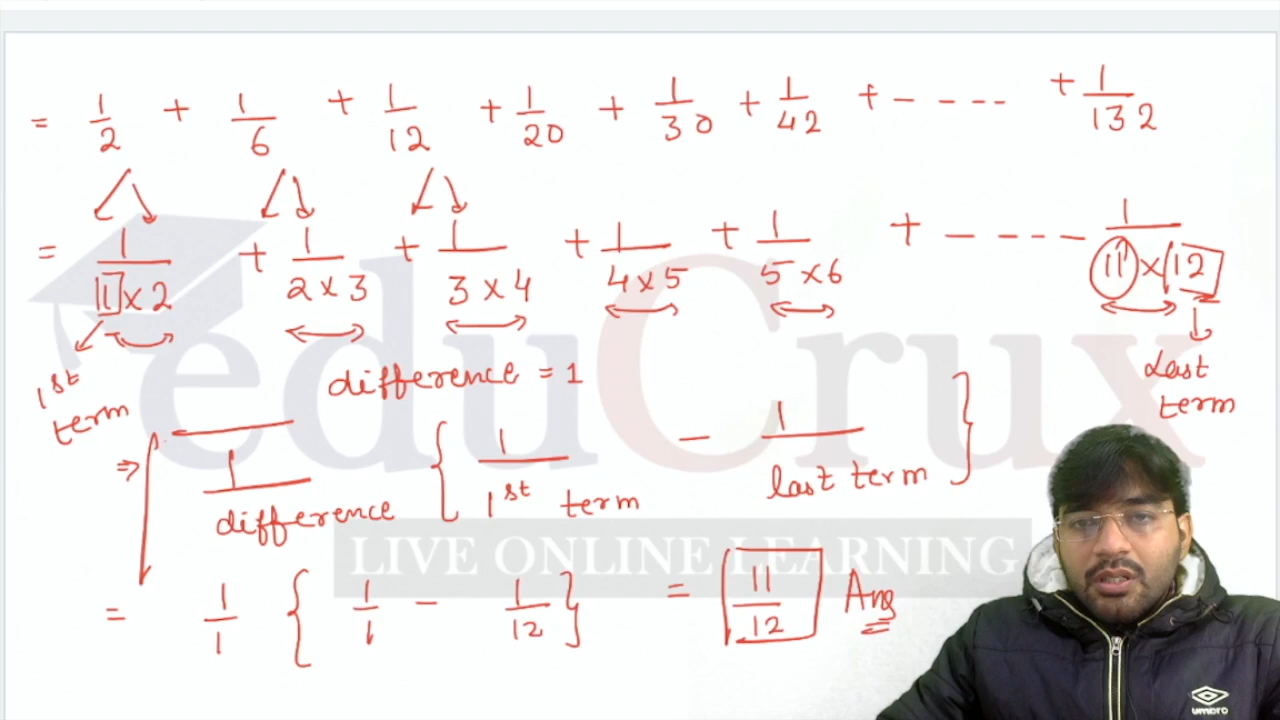 = 1/2 + 1/6 + 1/12 + 1/20 + 1/30 + 1/42 + - - - - + 1/132
= 1/1×2 + 1/2×3 + 1/3×4 + 1/4×5 + 1/5×6 + - - - - 1/11×12
1st term
difference = 1
Last term
⇒ 1/difference { 1/1st term - 1/last term }
= 1/1 { 1/1 - 1/12 } = 11/12 Ans
eduCrux
LIVE ONLINE LEARNING
umbro